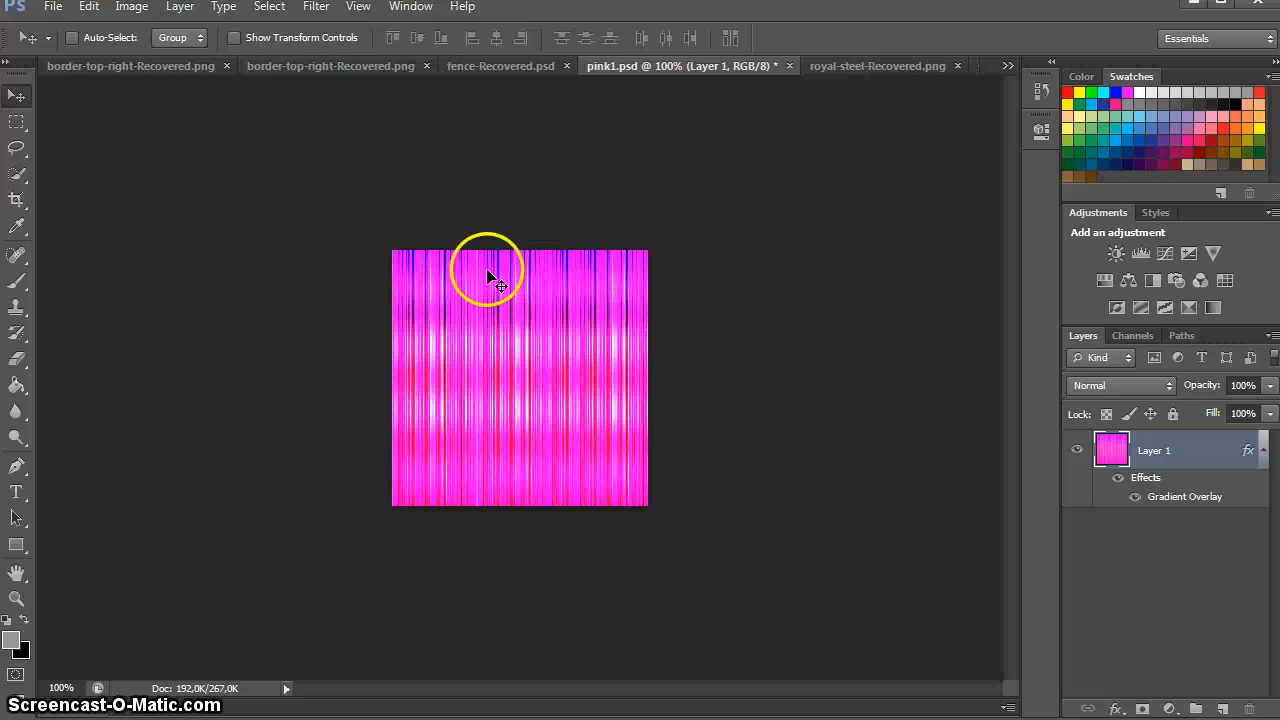 Ps File Edit Image Layer Type Select Filter View Window Help
Auto-Select: Group Show Transform Controls Essentials
border-top-right-Recovered.png × border-top-right-Recovered.png × fence-Recovered.psd × pink1.psd @ 100% (Layer 1, RGB/8) * × royal-steel-Recovered.png ×
Color Swatches
Adjustments Styles
Add an adjustment
Layers Channels Paths
Kind
Normal Opacity: 100%
Lock: Fill: 100%
Layer 1 fx
Effects
Gradient Overlay
100% Doc: 192,0K/267,0K
fx
Screencast-O-Matic.com